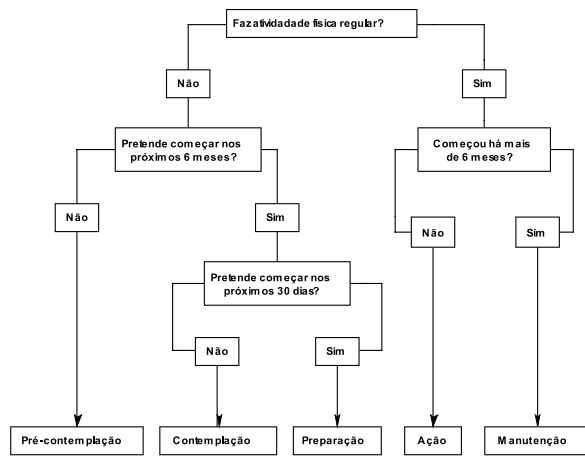 Faz atividadade física regular?
Não
Sim
Pretende começar nos
próximos 6 meses?
Começou há mais
de 6 meses?
Não
Sim
Não
Sim
Pretende começar nos
próximos 30 dias?
Não
Sim
Pré-contemplação
Contemplação
Preparação
Ação
Manutenção